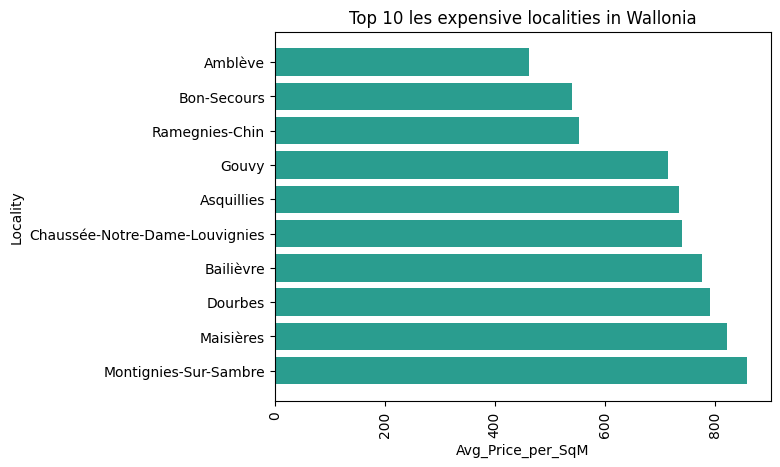 Top 10 les expensive localities in Wallonia
Amblève
Bon-Secours
Ramegnies-Chin
Gouvy
Asquillies
Chaussée-Notre-Dame-Louvignies
Bailièvre
Dourbes
Maisières
Montignies-Sur-Sambre
Locality
0
200
400
600
800
Avg_Price_per_SqM